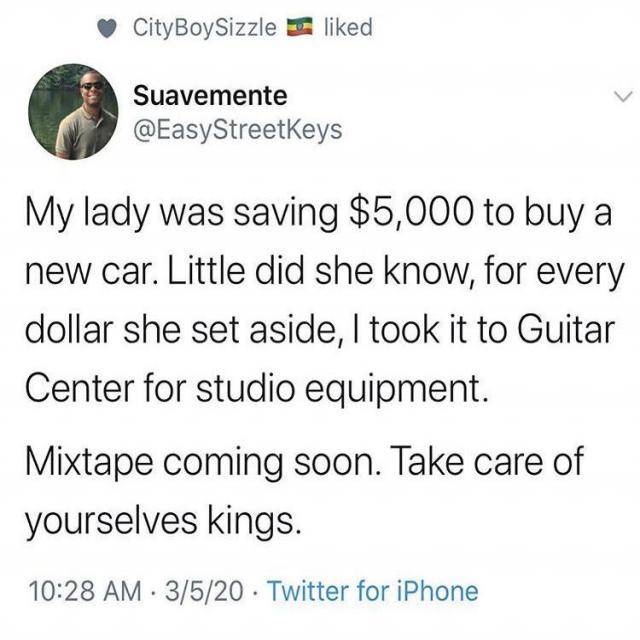 CityBoySizzle 🇪🇹 liked
Suavemente
@EasyStreetKeys
My lady was saving $5,000 to buy a
new car. Little did she know, for every
dollar she set aside, I took it to Guitar
Center for studio equipment.
Mixtape coming soon. Take care of
yourselves kings.
10:28 AM · 3/5/20 · Twitter for iPhone